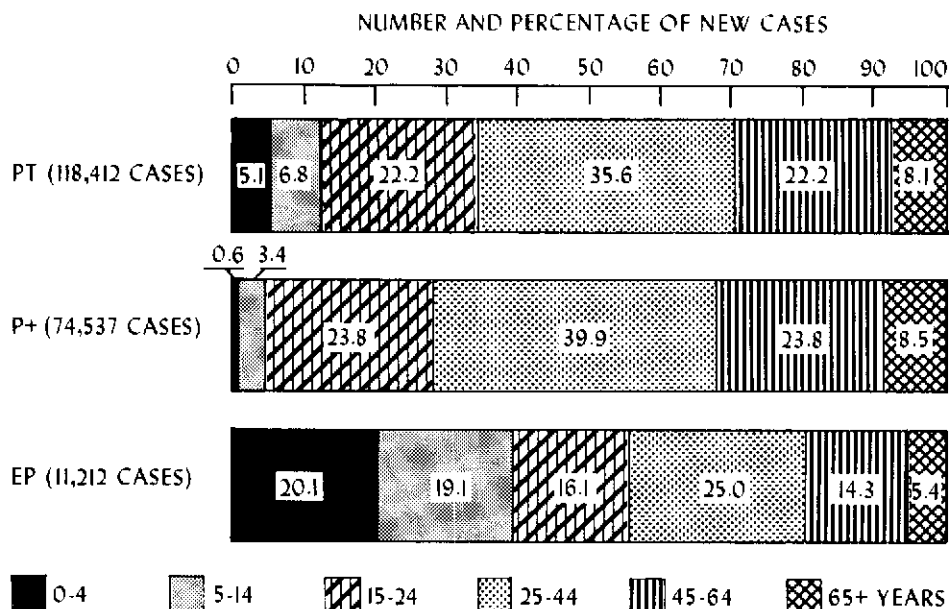 NUMBER AND PERCENTAGE OF NEW CASES
0 10 20 30 40 50 60 70 80 90 100
PT (118,412 CASES) 5.1 6.8 22.2 35.6 22.2 8.1
0.6 3.4
P+ (74,537 CASES) 23.8 39.9 23.8 8.5
EP (11,212 CASES) 20.1 19.1 16.1 25.0 14.3 5.4
0-4 5-14 15-24 25-44 45-64 65+ YEARS